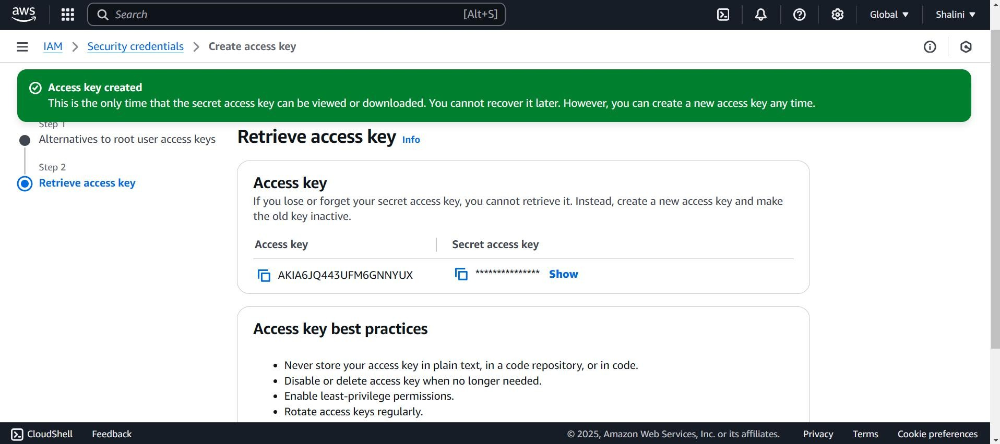 aws
Search
[Alt+S]
Global
Shalini
IAM
Security credentials
Create access key
Access key created
This is the only time that the secret access key can be viewed or downloaded. You cannot recover it later. However, you can create a new access key any time.
Step 1
Alternatives to root user access keys
Step 2
Retrieve access key
Retrieve access key Info
Access key
If you lose or forget your secret access key, you cannot retrieve it. Instead, create a new access key and make
the old key inactive.
Access key
Secret access key
AKIA6JQ443UFM6GNNYUX
*************** Show
Access key best practices
• Never store your access key in plain text, in a code repository, or in code.
• Disable or delete access key when no longer needed.
• Enable least-privilege permissions.
• Rotate access keys regularly.
CloudShell
Feedback
© 2025, Amazon Web Services, Inc. or its affiliates.
Privacy
Terms
Cookie preferences